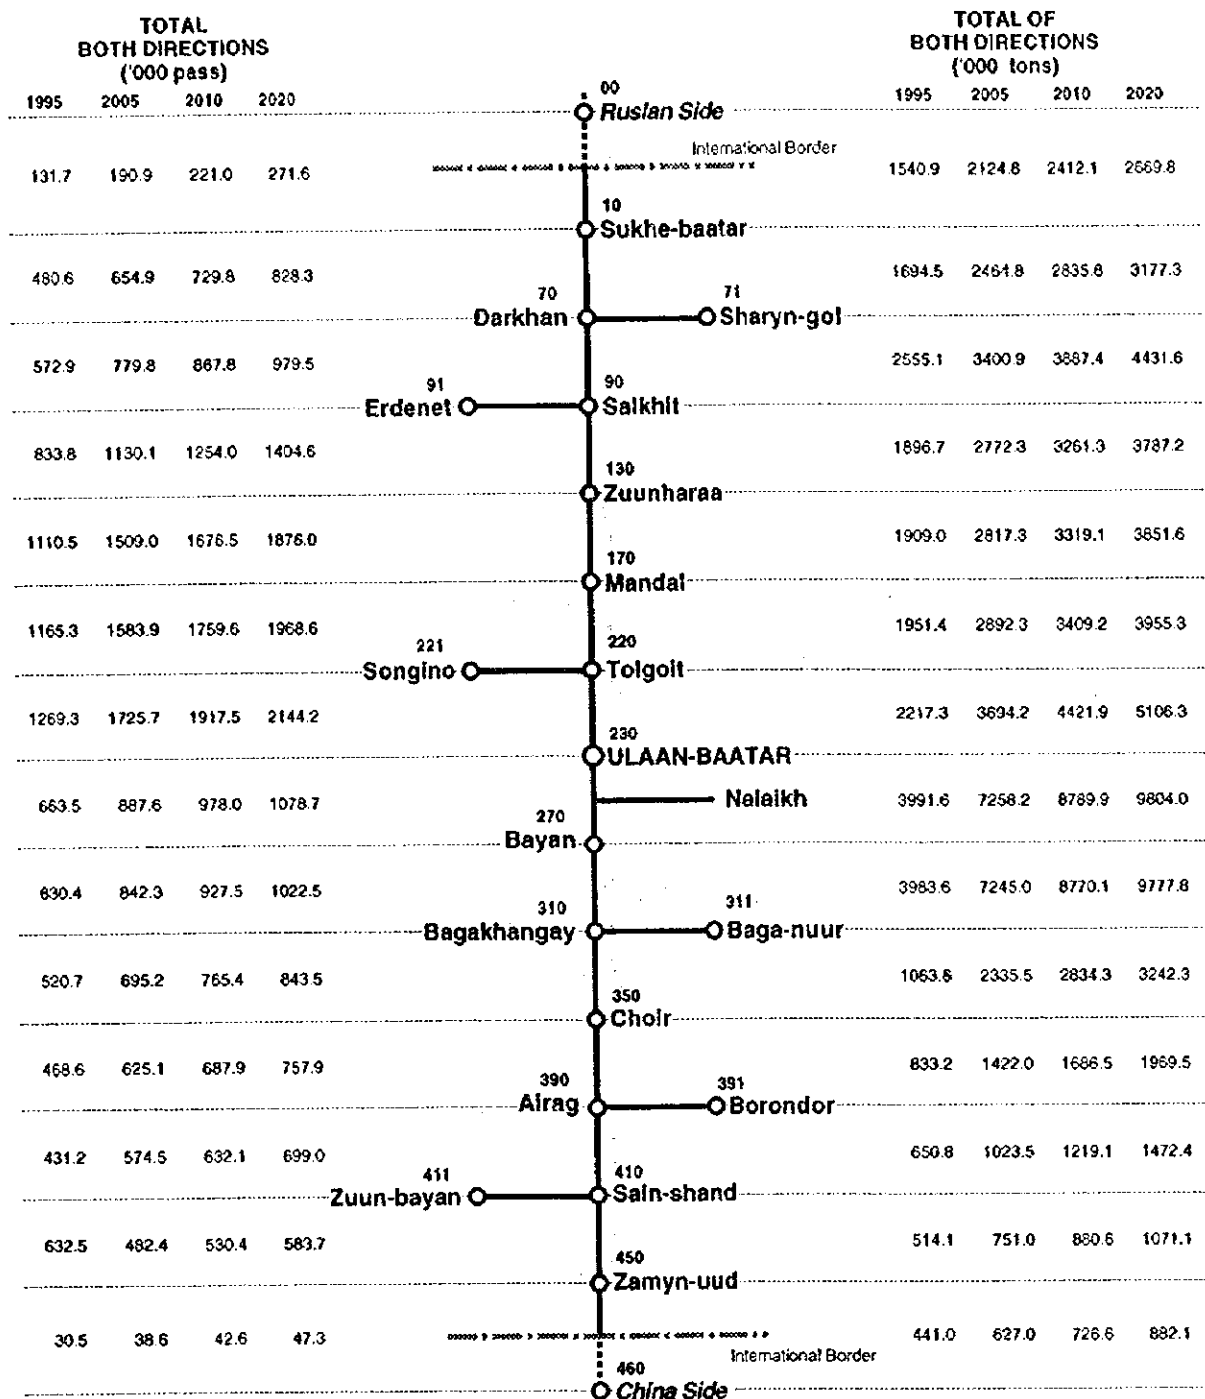 TOTAL
BOTH DIRECTIONS
('000 pass)
1995 2005 2010 2020
TOTAL OF
BOTH DIRECTIONS
('000 tons)
1995 2005 2010 2020
00
Rusian Side
International Border
131.7 190.9 221.0 271.6
1540.9 2124.8 2412.1 2669.8
10
Sukhe-baatar
480.6 654.9 729.8 828.3
1694.5 2464.8 2835.8 3177.3
70 71
Darkhan Sharyn-gol
572.9 779.8 867.8 979.5
2555.1 3400.9 3887.4 4431.6
91 90
Erdenet Salkhit
833.8 1130.1 1254.0 1404.6
1896.7 2772.3 3261.3 3787.2
130
Zuunharaa
1110.5 1509.0 1676.5 1876.0
1909.0 2817.3 3319.1 3851.6
170
Mandal
1165.3 1583.9 1759.6 1968.6
1951.4 2892.3 3409.2 3955.3
221 220
Songino Tolgoit
1269.3 1725.7 1917.5 2144.2
2217.3 3694.2 4421.9 5106.3
230
ULAAN-BAATAR
663.5 887.6 978.0 1078.7
Nalaikh
3991.6 7258.2 8789.9 9804.0
270
Bayan
630.4 842.3 927.5 1022.5
3983.6 7245.0 8770.1 9777.8
310 311
Bagakhangay Baga-nuur
520.7 695.2 765.4 843.5
1063.8 2335.5 2834.3 3242.3
350
Choir
468.6 625.1 687.9 757.9
833.2 1422.0 1686.5 1969.5
390 391
Airag Borondor
431.2 574.5 632.1 699.0
650.8 1023.5 1219.1 1472.4
411 410
Zuun-bayan Sain-shand
632.5 482.4 530.4 583.7
514.1 751.0 880.6 1071.1
450
Zamyn-uud
30.5 38.6 42.6 47.3
441.0 627.0 726.6 882.1
International Border
460
China Side